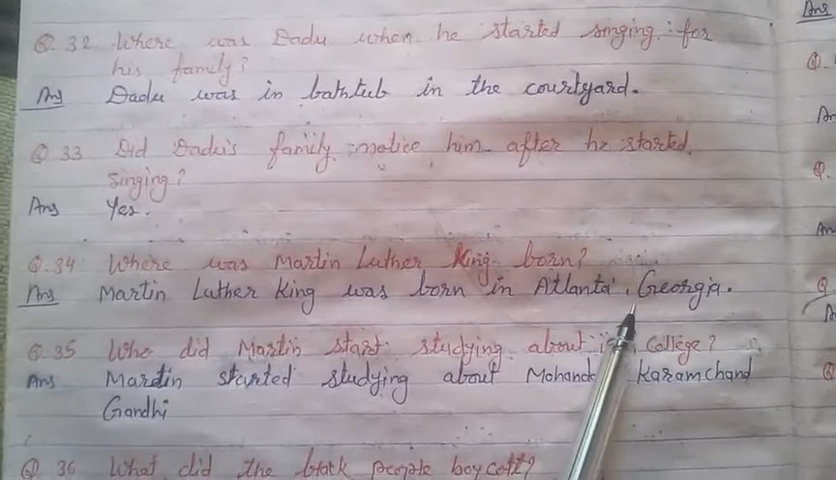 Q. 32 Where was Dadu when he started singing for
his family?
Ans Dadu was in bathtub in the courtyard.
Q 33 Did Dadu's family notice him after he started
singing?
Ans Yes.
Q. 34 Where was Martin Luther King born?
Ans Martin Luther King was born in Atlanta, Georgia.
Q. 35 Who did Martin start studying about in College?
Ans Martin started studying about Karamchand
Gandhi
Q 36 What did the black people boycott?
Ans
Q.
An
Q.
An
Q
Q